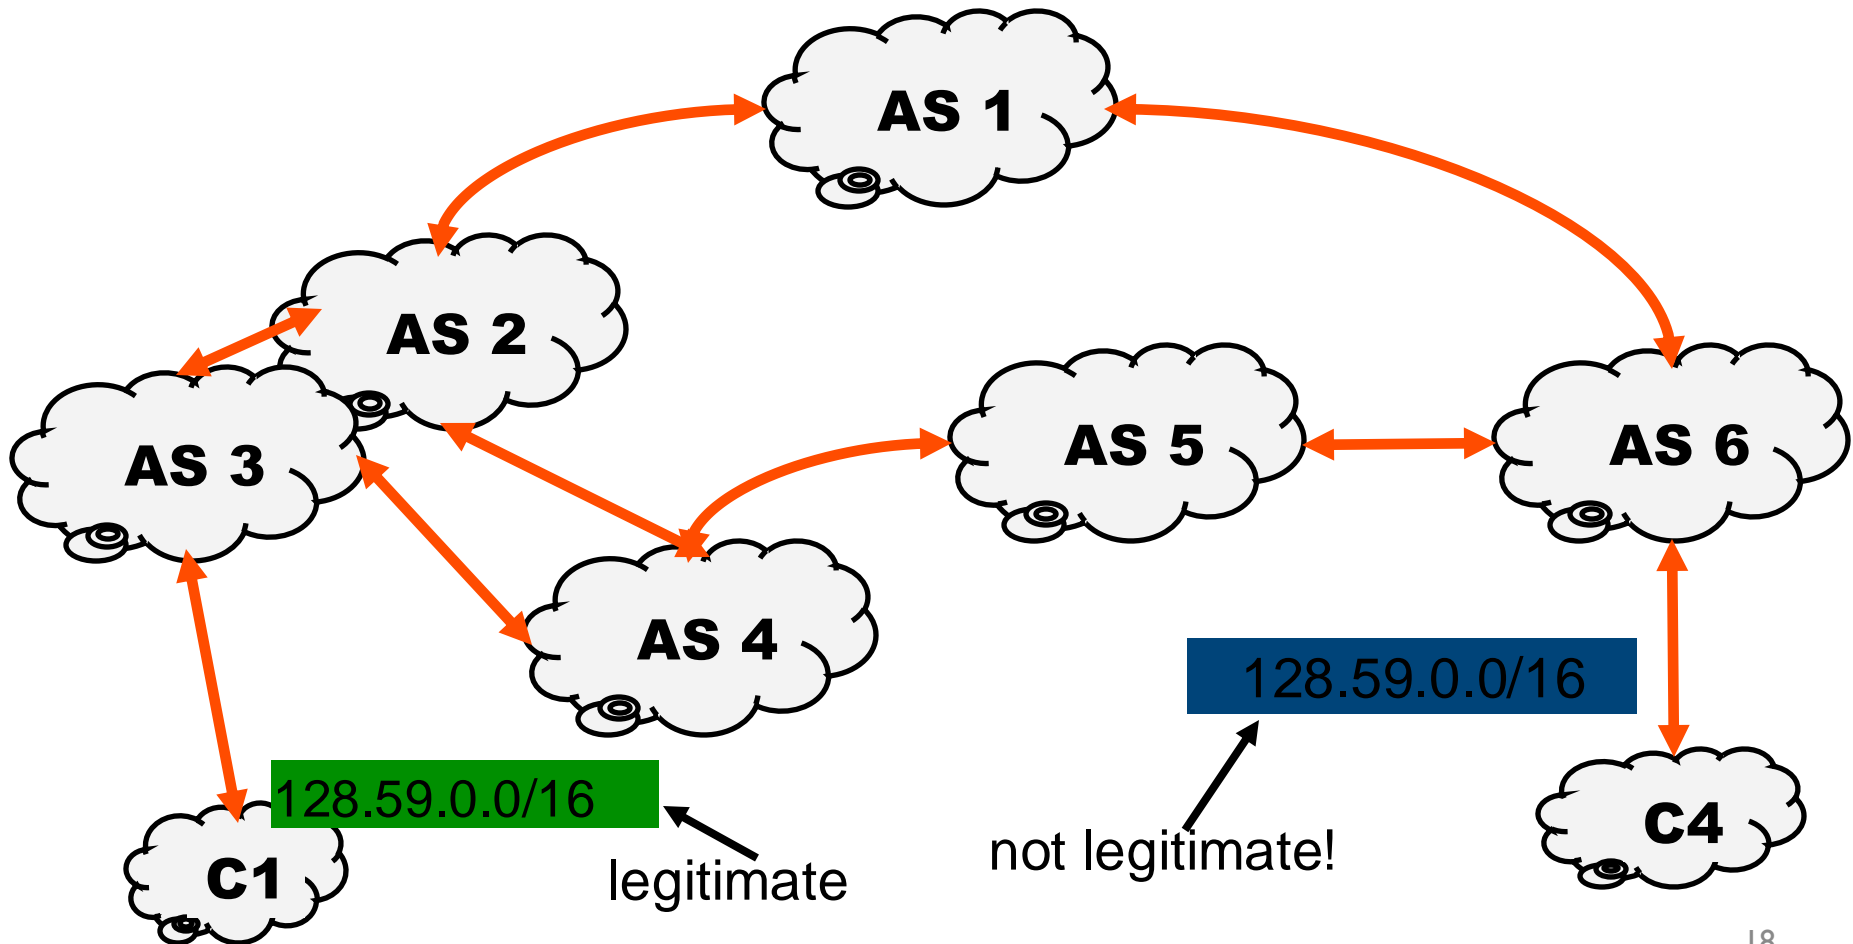 AS 1
AS 2
AS 3
AS 5
AS 6
AS 4
128.59.0.0/16
128.59.0.0/16
not legitimate!
legitimate
C4
C1
18